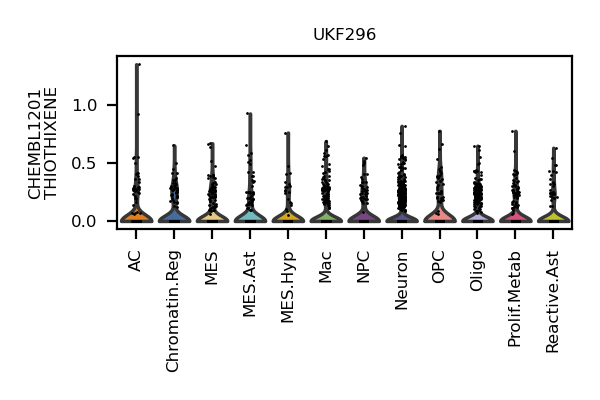 UKF296
CHEMBL1201
THIOTHIXENE
1.0
0.5
0.0
AC
Chromatin.Reg
MES
MES.Ast
MES.Hyp
Mac
NPC
Neuron
OPC
Oligo
Prolif.Metab
Reactive.Ast